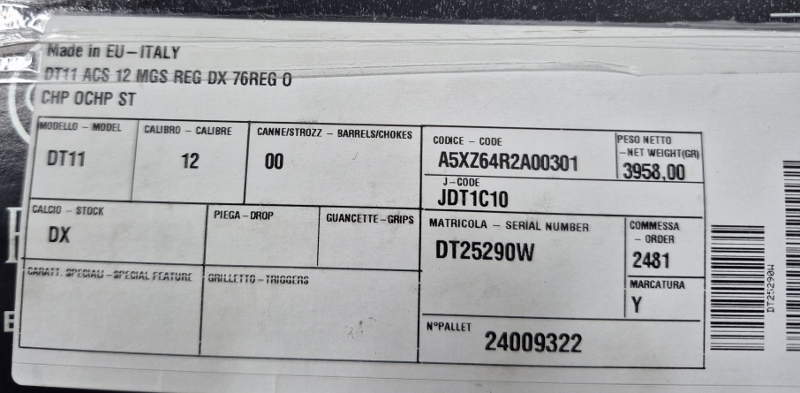 Made in EU-ITALY
DT11 ACS 12 MGS REG DX 76REG O
CHP OCHP ST
MODELLO - MODEL
DT11
CALIBRO - CALIBRE
12
CANNE/STROZZ - BARRELS/CHOKES
00
CODICE - CODE
A5XZ64R2A00301
PESO NETTO
-NET WEIGHT(GR)
3958,00
J-CODE
JDT1C10
CALCIO - STOCK
DX
PIEGA-DROP
GUANCETTE-GRIPS
MATRICOLA - SERIAL NUMBER
DT25290W
COMMESSA
- ORDER
2481
MARCATURA
Y
CARATT. SPECIALI-SPECIAL FEATURE
GRILLETTO-TRIGGERS
N°PALLET
24009322
DT25290W